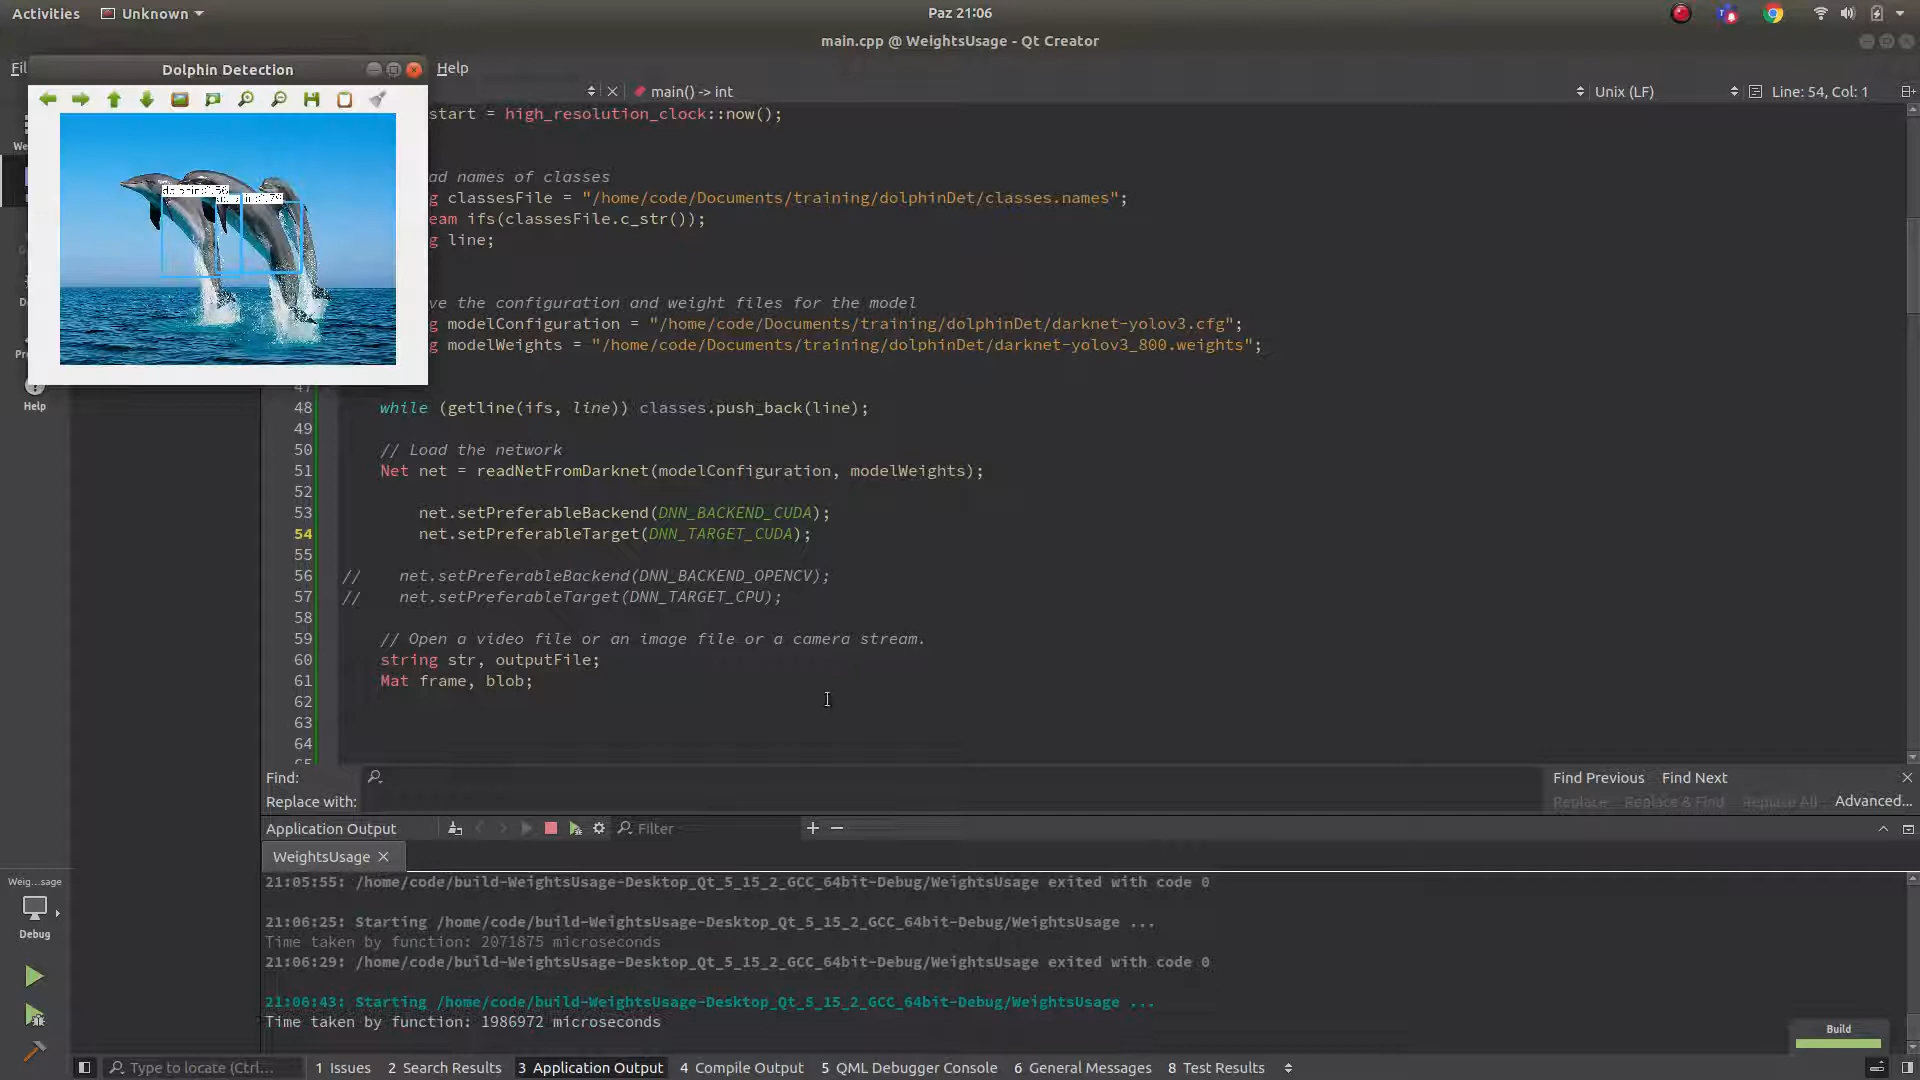 Activities
Unknown
Paz 21:06
main.cpp @ WeightsUsage - Qt Creator
Dolphin Detection
Help
main() -> int
Unix (LF)
Line: 54, Col: 1
start = high_resolution_clock::now();
ad names of classes
g classesFile = "/home/code/Documents/training/dolphinDet/classes.names";
eam ifs(classesFile.c_str());
g line;
ve the configuration and weight files for the model
g modelConfiguration = "/home/code/Documents/training/dolphinDet/darknet-yolov3.cfg";
g modelWeights = "/home/code/Documents/training/dolphinDet/darknet-yolov3_800.weights";
Help
47
48 while (getline(ifs, line)) classes.push_back(line);
49
50 // Load the network
51 Net net = readNetFromDarknet(modelConfiguration, modelWeights);
52
53 net.setPreferableBackend(DNN_BACKEND_CUDA);
54 net.setPreferableTarget(DNN_TARGET_CUDA);
55
56 // net.setPreferableBackend(DNN_BACKEND_OPENCV);
57 // net.setPreferableTarget(DNN_TARGET_CPU);
58
59 // Open a video file or an image file or a camera stream.
60 string str, outputFile;
61 Mat frame, blob;
62
63
64
Find:
Find Previous Find Next
Replace with:
Replace Replace & Find Replace All Advanced...
Application Output
Filter
WeightsUsage
21:05:55: /home/code/build-WeightsUsage-Desktop_Qt_5_15_2_GCC_64bit-Debug/WeightsUsage exited with code 0
21:06:25: Starting /home/code/build-WeightsUsage-Desktop_Qt_5_15_2_GCC_64bit-Debug/WeightsUsage ...
Time taken by function: 2071875 microseconds
21:06:29: /home/code/build-WeightsUsage-Desktop_Qt_5_15_2_GCC_64bit-Debug/WeightsUsage exited with code 0
21:06:43: Starting /home/code/build-WeightsUsage-Desktop_Qt_5_15_2_GCC_64bit-Debug/WeightsUsage ...
Time taken by function: 1986972 microseconds
Weig...sage
Debug
Build
Type to locate (Ctrl...
1 Issues 2 Search Results 3 Application Output 4 Compile Output 5 QML Debugger Console 6 General Messages 8 Test Results